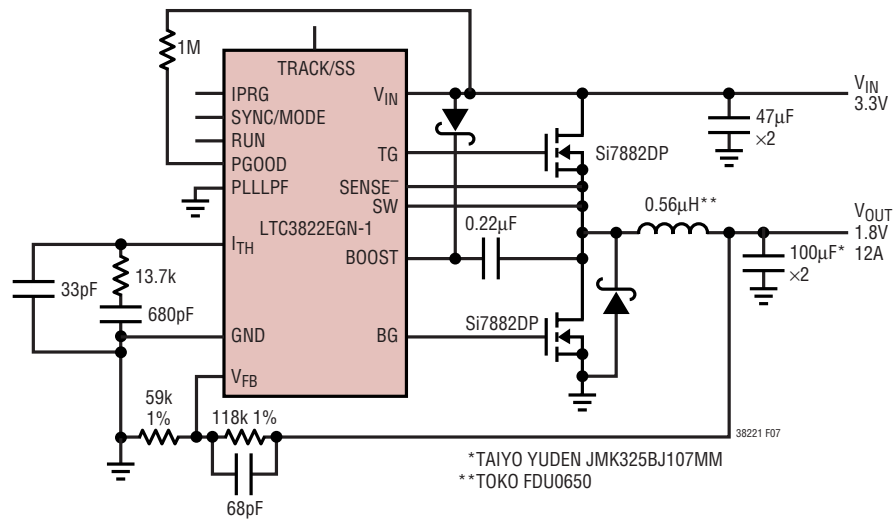 1M
TRACK/SS
IPRG
SYNC/MODE
RUN
PGOOD
PLLLPF
ITH
GND
VFB
VIN
TG
SENSE–
SW
BOOST
BG
LTC3822EGN-1
VIN
3.3V
47µF
×2
Si7882DP
0.56µH**
VOUT
1.8V
12A
100µF*
×2
0.22µF
Si7882DP
33pF
13.7k
680pF
59k
1%
118k 1%
68pF
38221 F07
*TAIYO YUDEN JMK325BJ107MM
**TOKO FDU0650